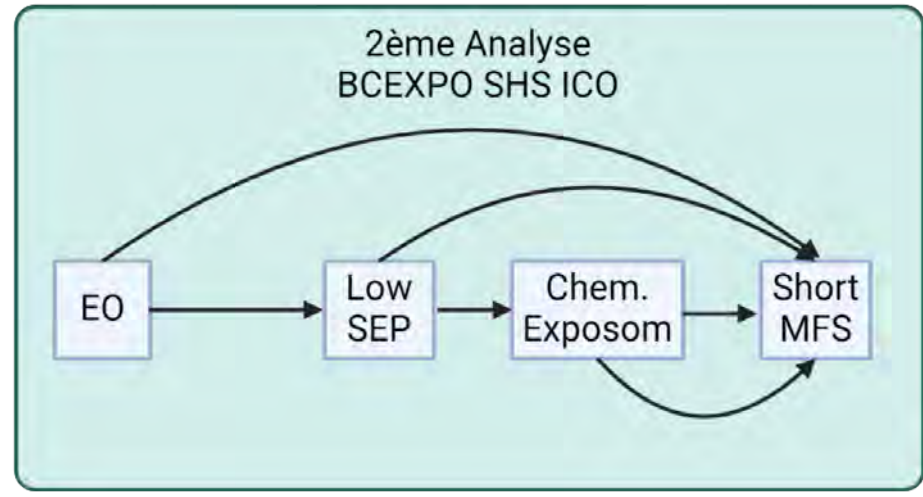 2ème Analyse
BCEXPO SHS ICO
EO
Low
SEP
Chem.
Exposom
Short
MFS